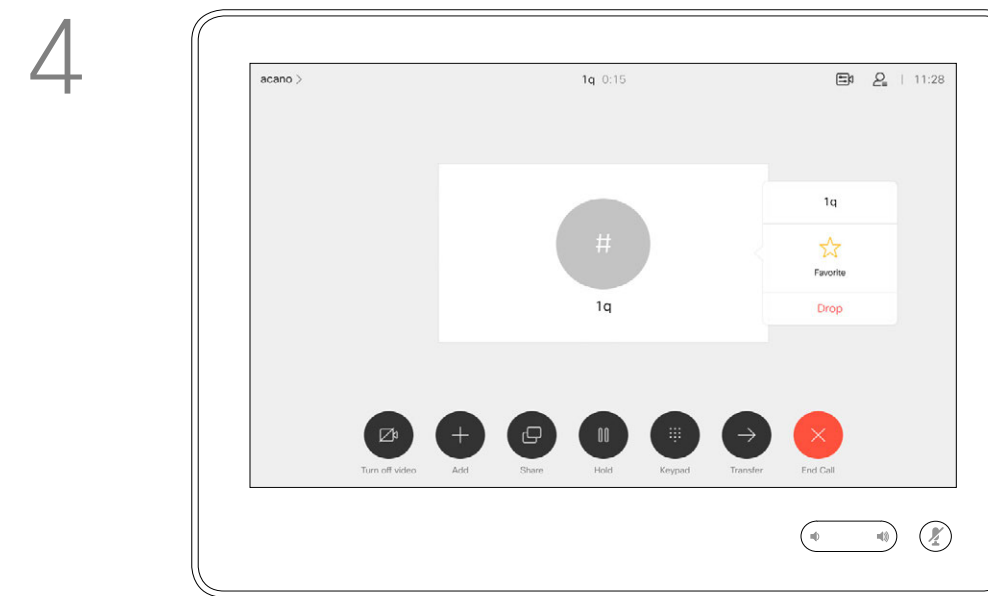 4
acano >
1q 0:15
11:28
1q
Favorite
Drop
#
1q
Turn off video
Add
Share
Hold
Keypad
Transfer
End Call